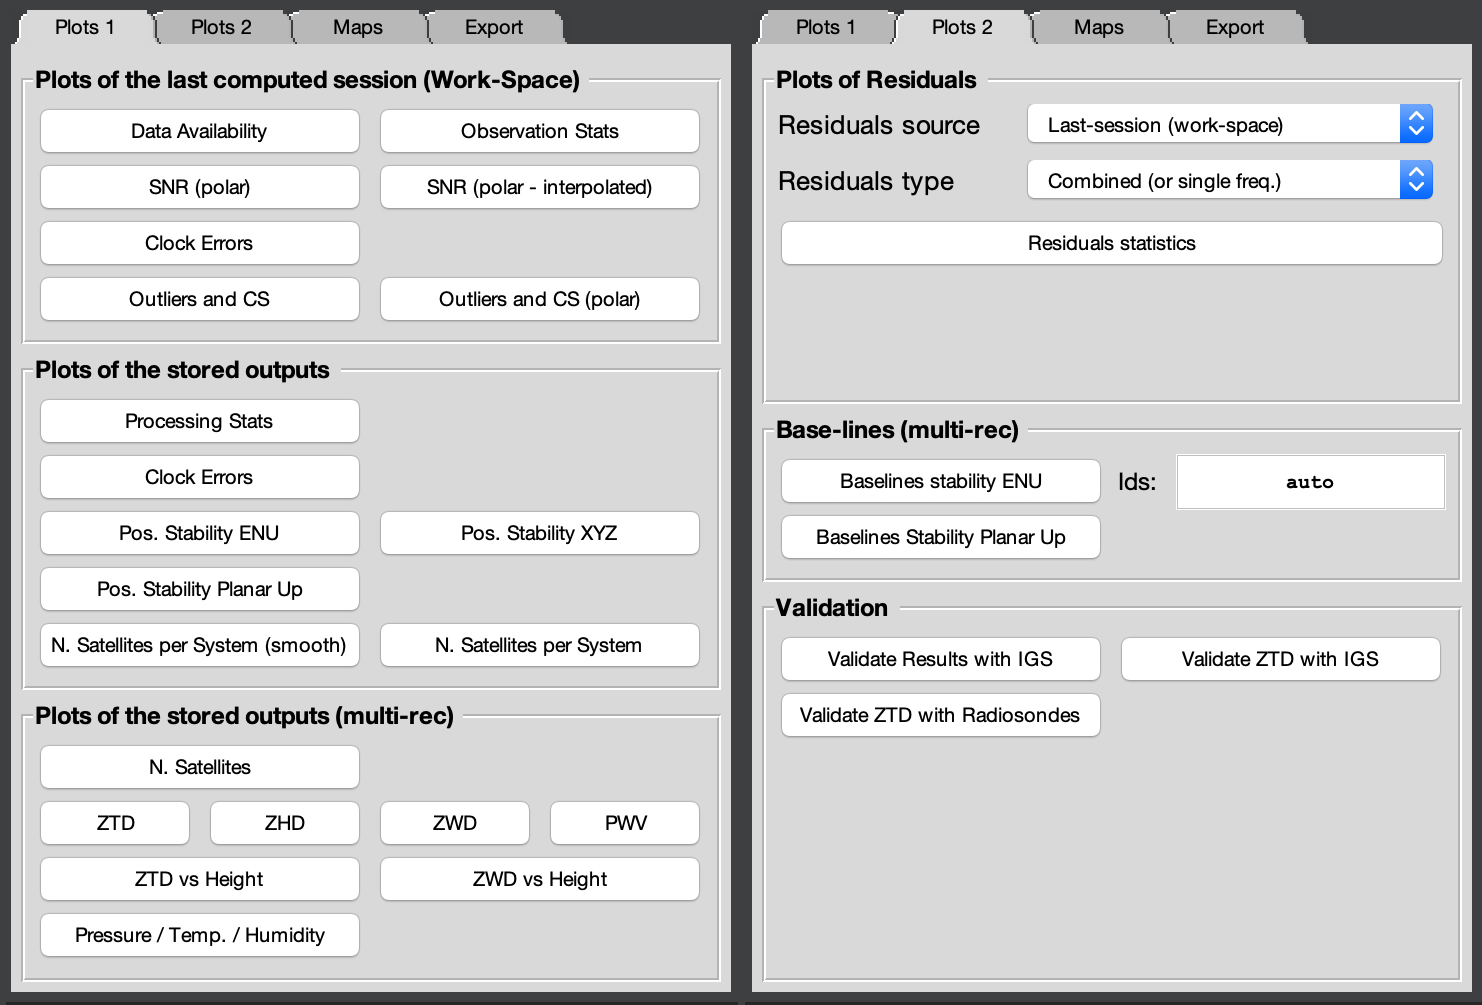 Plots 1 Plots 2 Maps Export
Plots of the last computed session (Work-Space)
Data Availability Observation Stats
SNR (polar) SNR (polar - interpolated)
Clock Errors
Outliers and CS Outliers and CS (polar)
Plots of the stored outputs
Processing Stats
Clock Errors
Pos. Stability ENU Pos. Stability XYZ
Pos. Stability Planar Up
N. Satellites per System (smooth) N. Satellites per System
Plots of the stored outputs (multi-rec)
N. Satellites
ZTD ZHD ZWD PWV
ZTD vs Height ZWD vs Height
Pressure / Temp. / Humidity
Plots 1 Plots 2 Maps Export
Plots of Residuals
Residuals source Last-session (work-space)
Residuals type Combined (or single freq.)
Residuals statistics
Base-lines (multi-rec)
Baselines stability ENU Ids: auto
Baselines Stability Planar Up
Validation
Validate Results with IGS Validate ZTD with IGS
Validate ZTD with Radiosondes